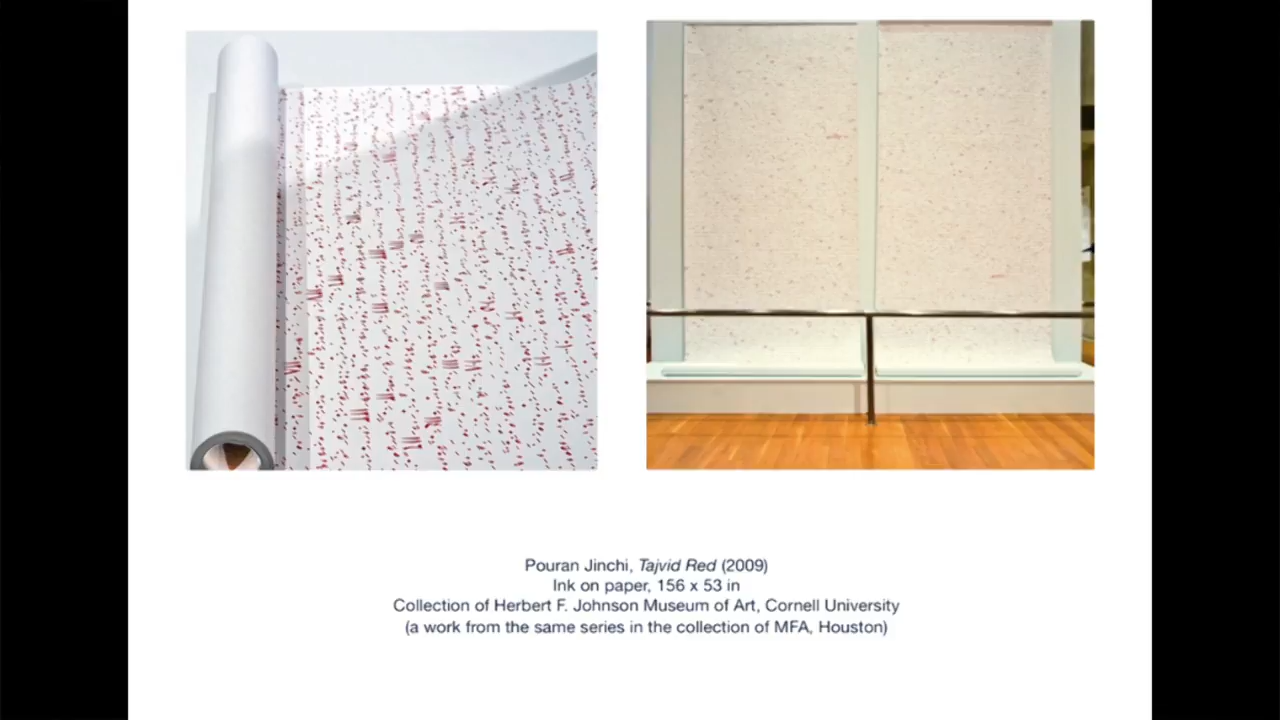 Pouran Jinchi, Tajvid Red (2009)
Ink on paper, 156 x 53 in
Collection of Herbert F. Johnson Museum of Art, Cornell University
(a work from the same series in the collection of MFA, Houston)